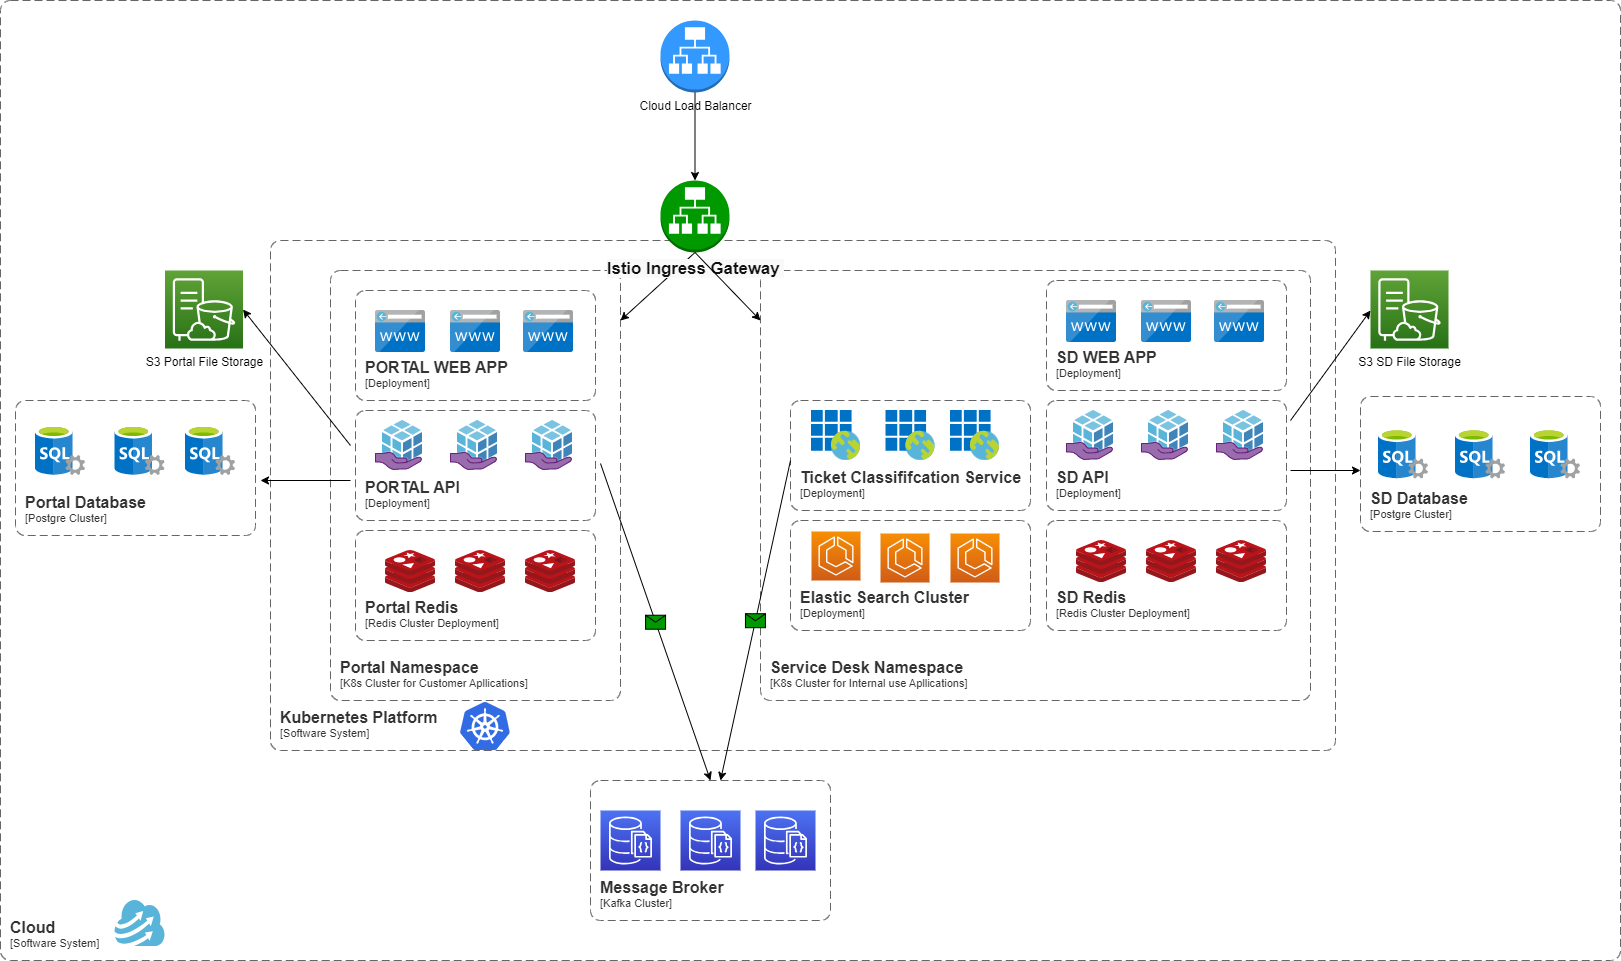 Cloud Load Balancer
Istio Ingress Gateway
WWW
WWW
WWW
PORTAL WEB APP
[Deployment]
WWW
WWW
WWW
SD WEB APP
[Deployment]
S3 Portal File Storage
S3 SD File Storage
SQL
SQL
SQL
Portal Database
[Postgre Cluster]
PORTAL API
[Deployment]
Ticket Classififcation Service
[Deployment]
SD API
[Deployment]
SQL
SQL
SQL
SD Database
[Postgre Cluster]
Portal Redis
[Redis Cluster Deployment]
Elastic Search Cluster
[Deployment]
SD Redis
[Redis Cluster Deployment]
Portal Namespace
[K8s Cluster for Customer Apllications]
Service Desk Namespace
[K8s Cluster for Internal use Apllications]
Kubernetes Platform
[Software System]
{}
{}
{}
Message Broker
[Kafka Cluster]
Cloud
[Software System]